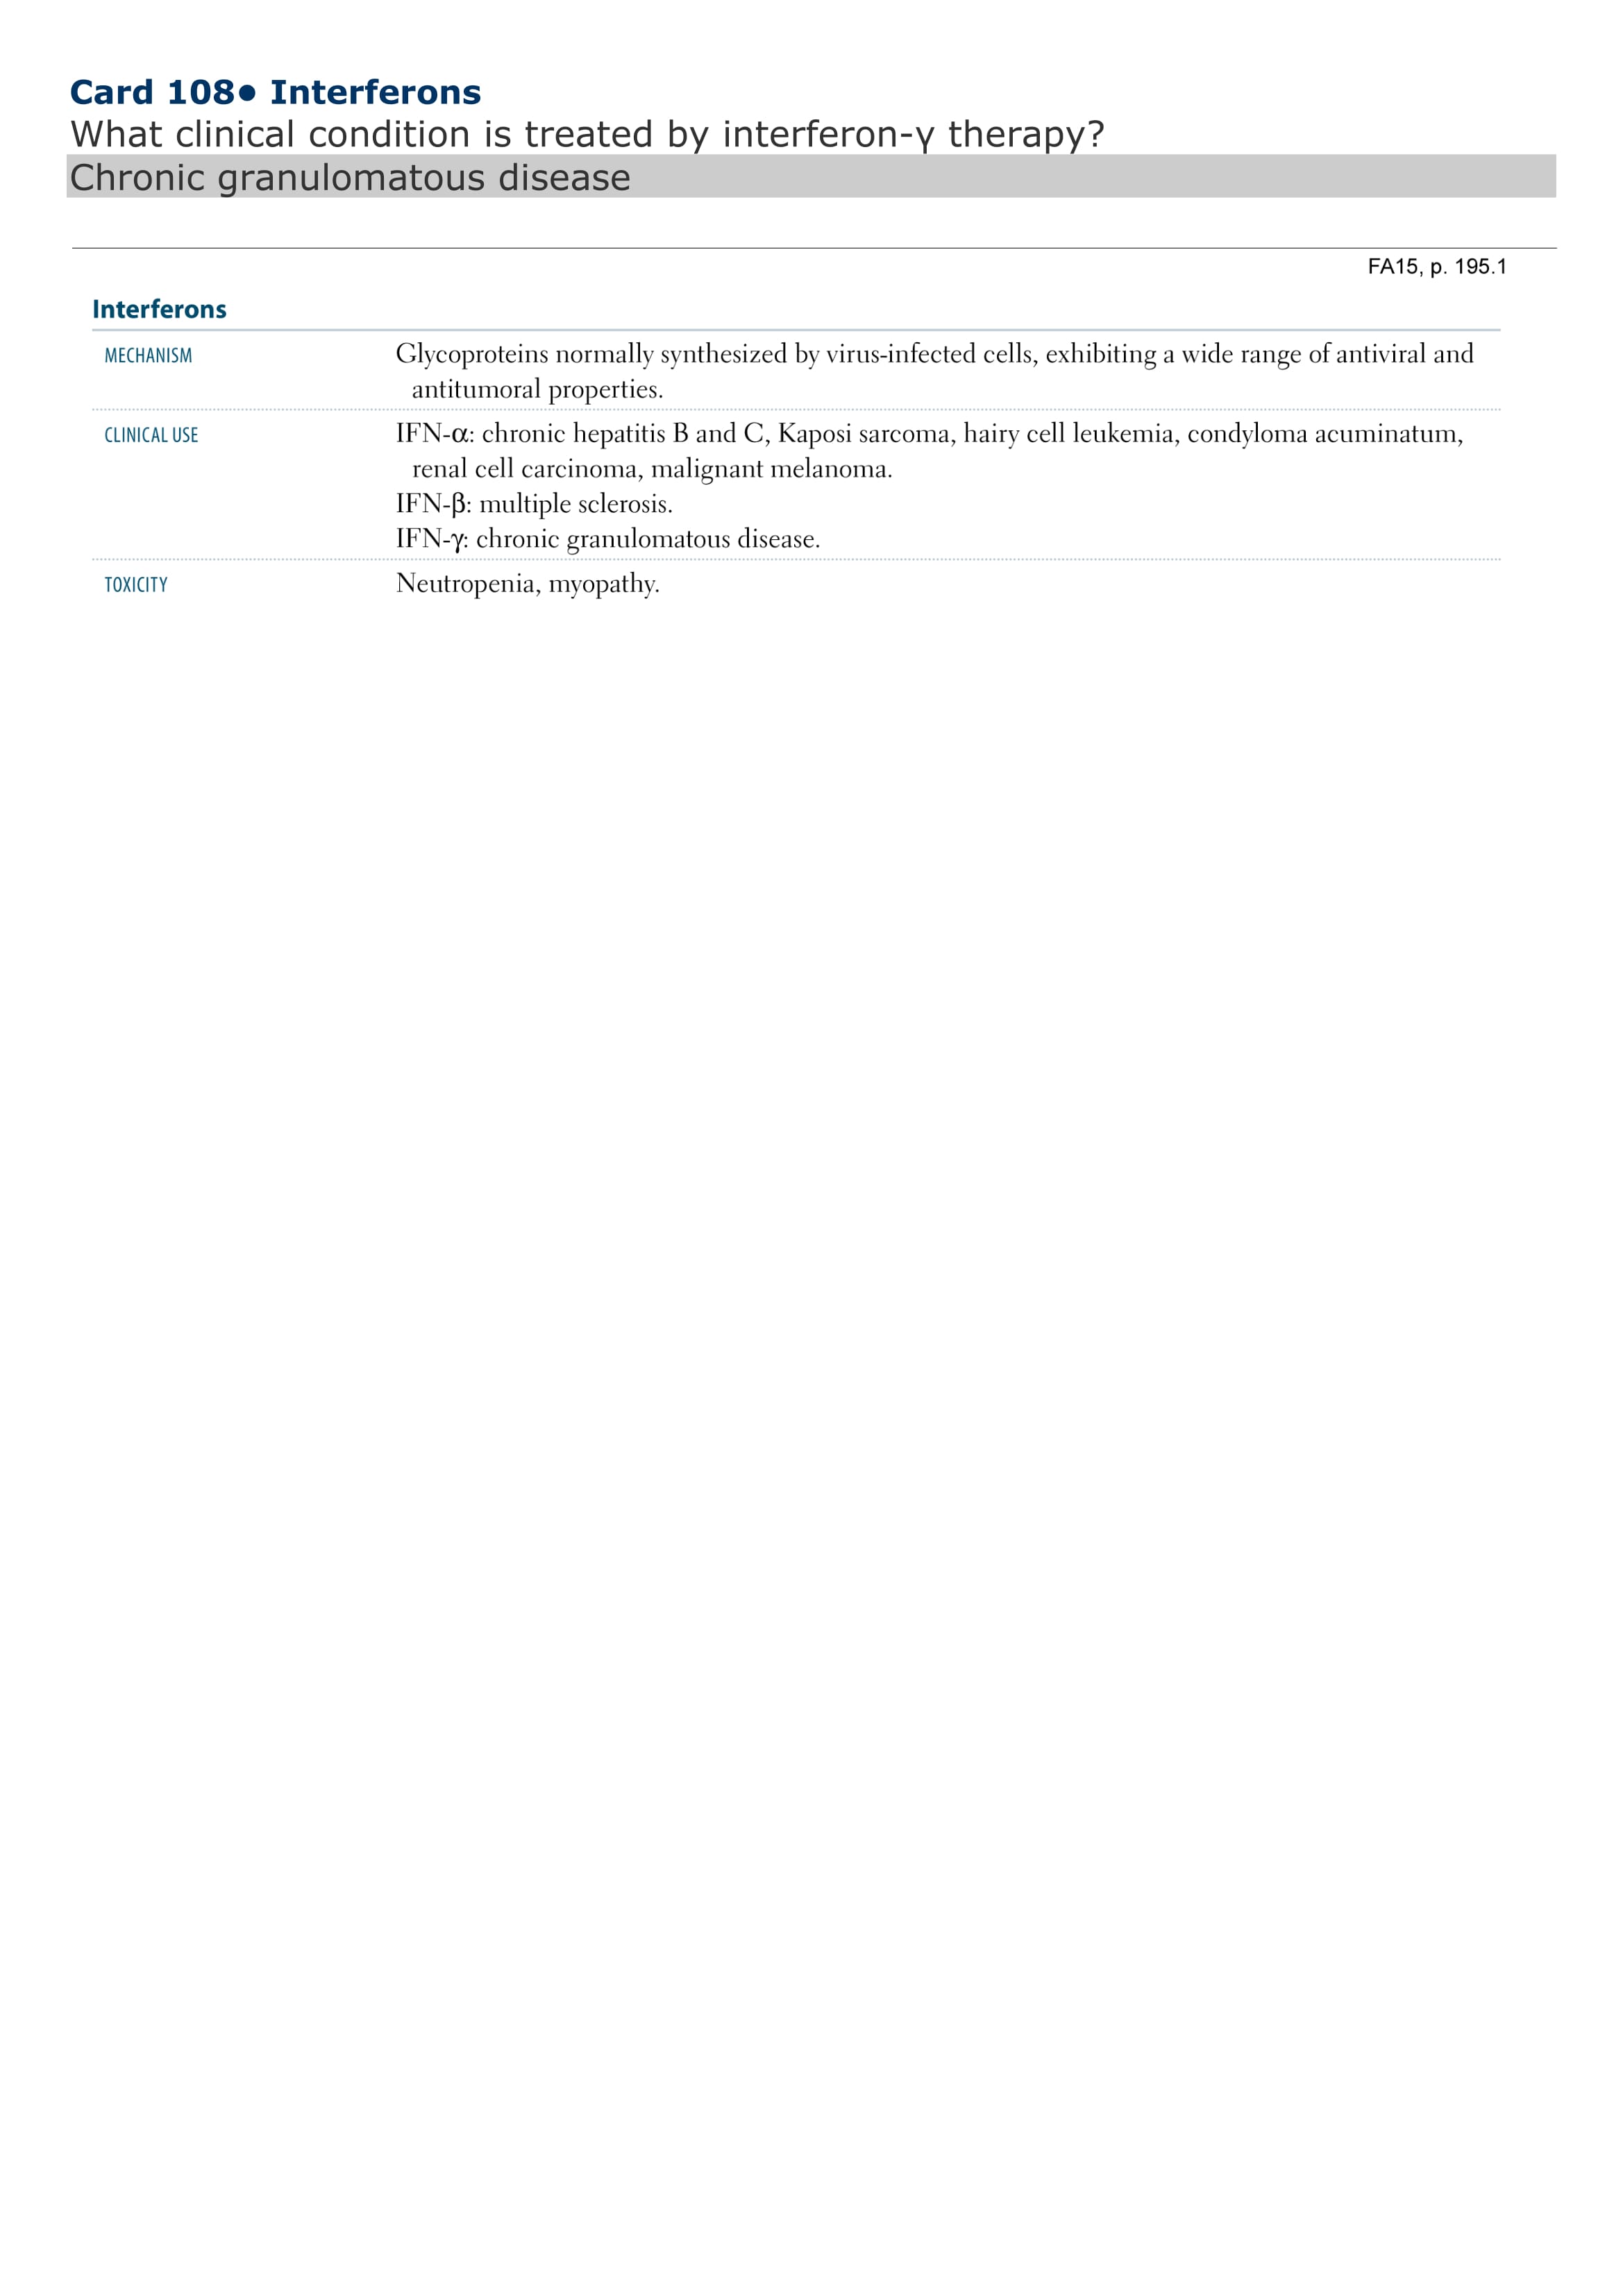 Card 108• Interferons
What clinical condition is treated by interferon-γ therapy?
Chronic granulomatous disease
FA15, p. 195.1
Interferons
MECHANISM Glycoproteins normally synthesized by virus-infected cells, exhibiting a wide range of antiviral and
antitumoral properties.
CLINICAL USE IFN-α: chronic hepatitis B and C, Kaposi sarcoma, hairy cell leukemia, condyloma acuminatum,
renal cell carcinoma, malignant melanoma.
IFN-β: multiple sclerosis.
IFN-γ: chronic granulomatous disease.
TOXICITY Neutropenia, myopathy.